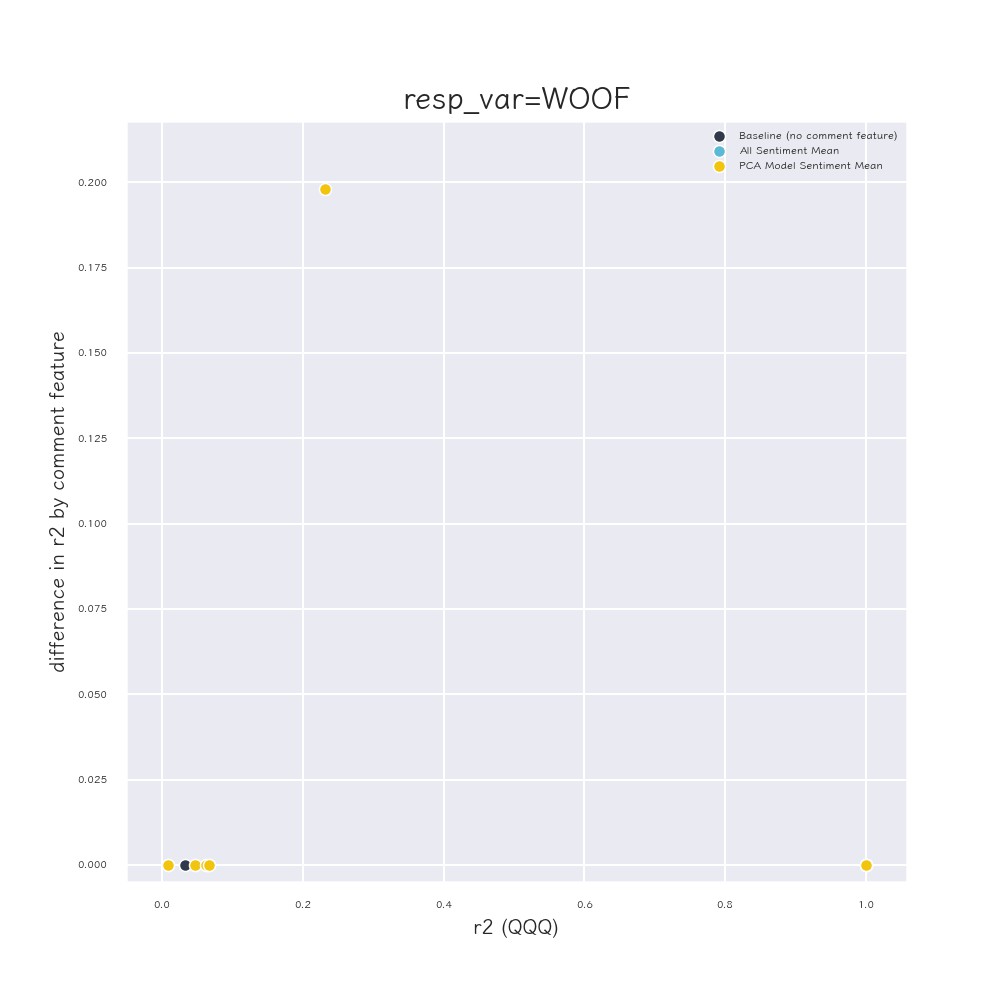 resp_var=WOOF
Baseline (no comment feature)
All Sentiment Mean
PCA Model Sentiment Mean
0.200
0.175
0.150
0.125
0.100
0.075
0.050
0.025
0.000
difference in r2 by comment feature
0.0 0.2 0.4 0.6 0.8 1.0
r2 (QQQ)